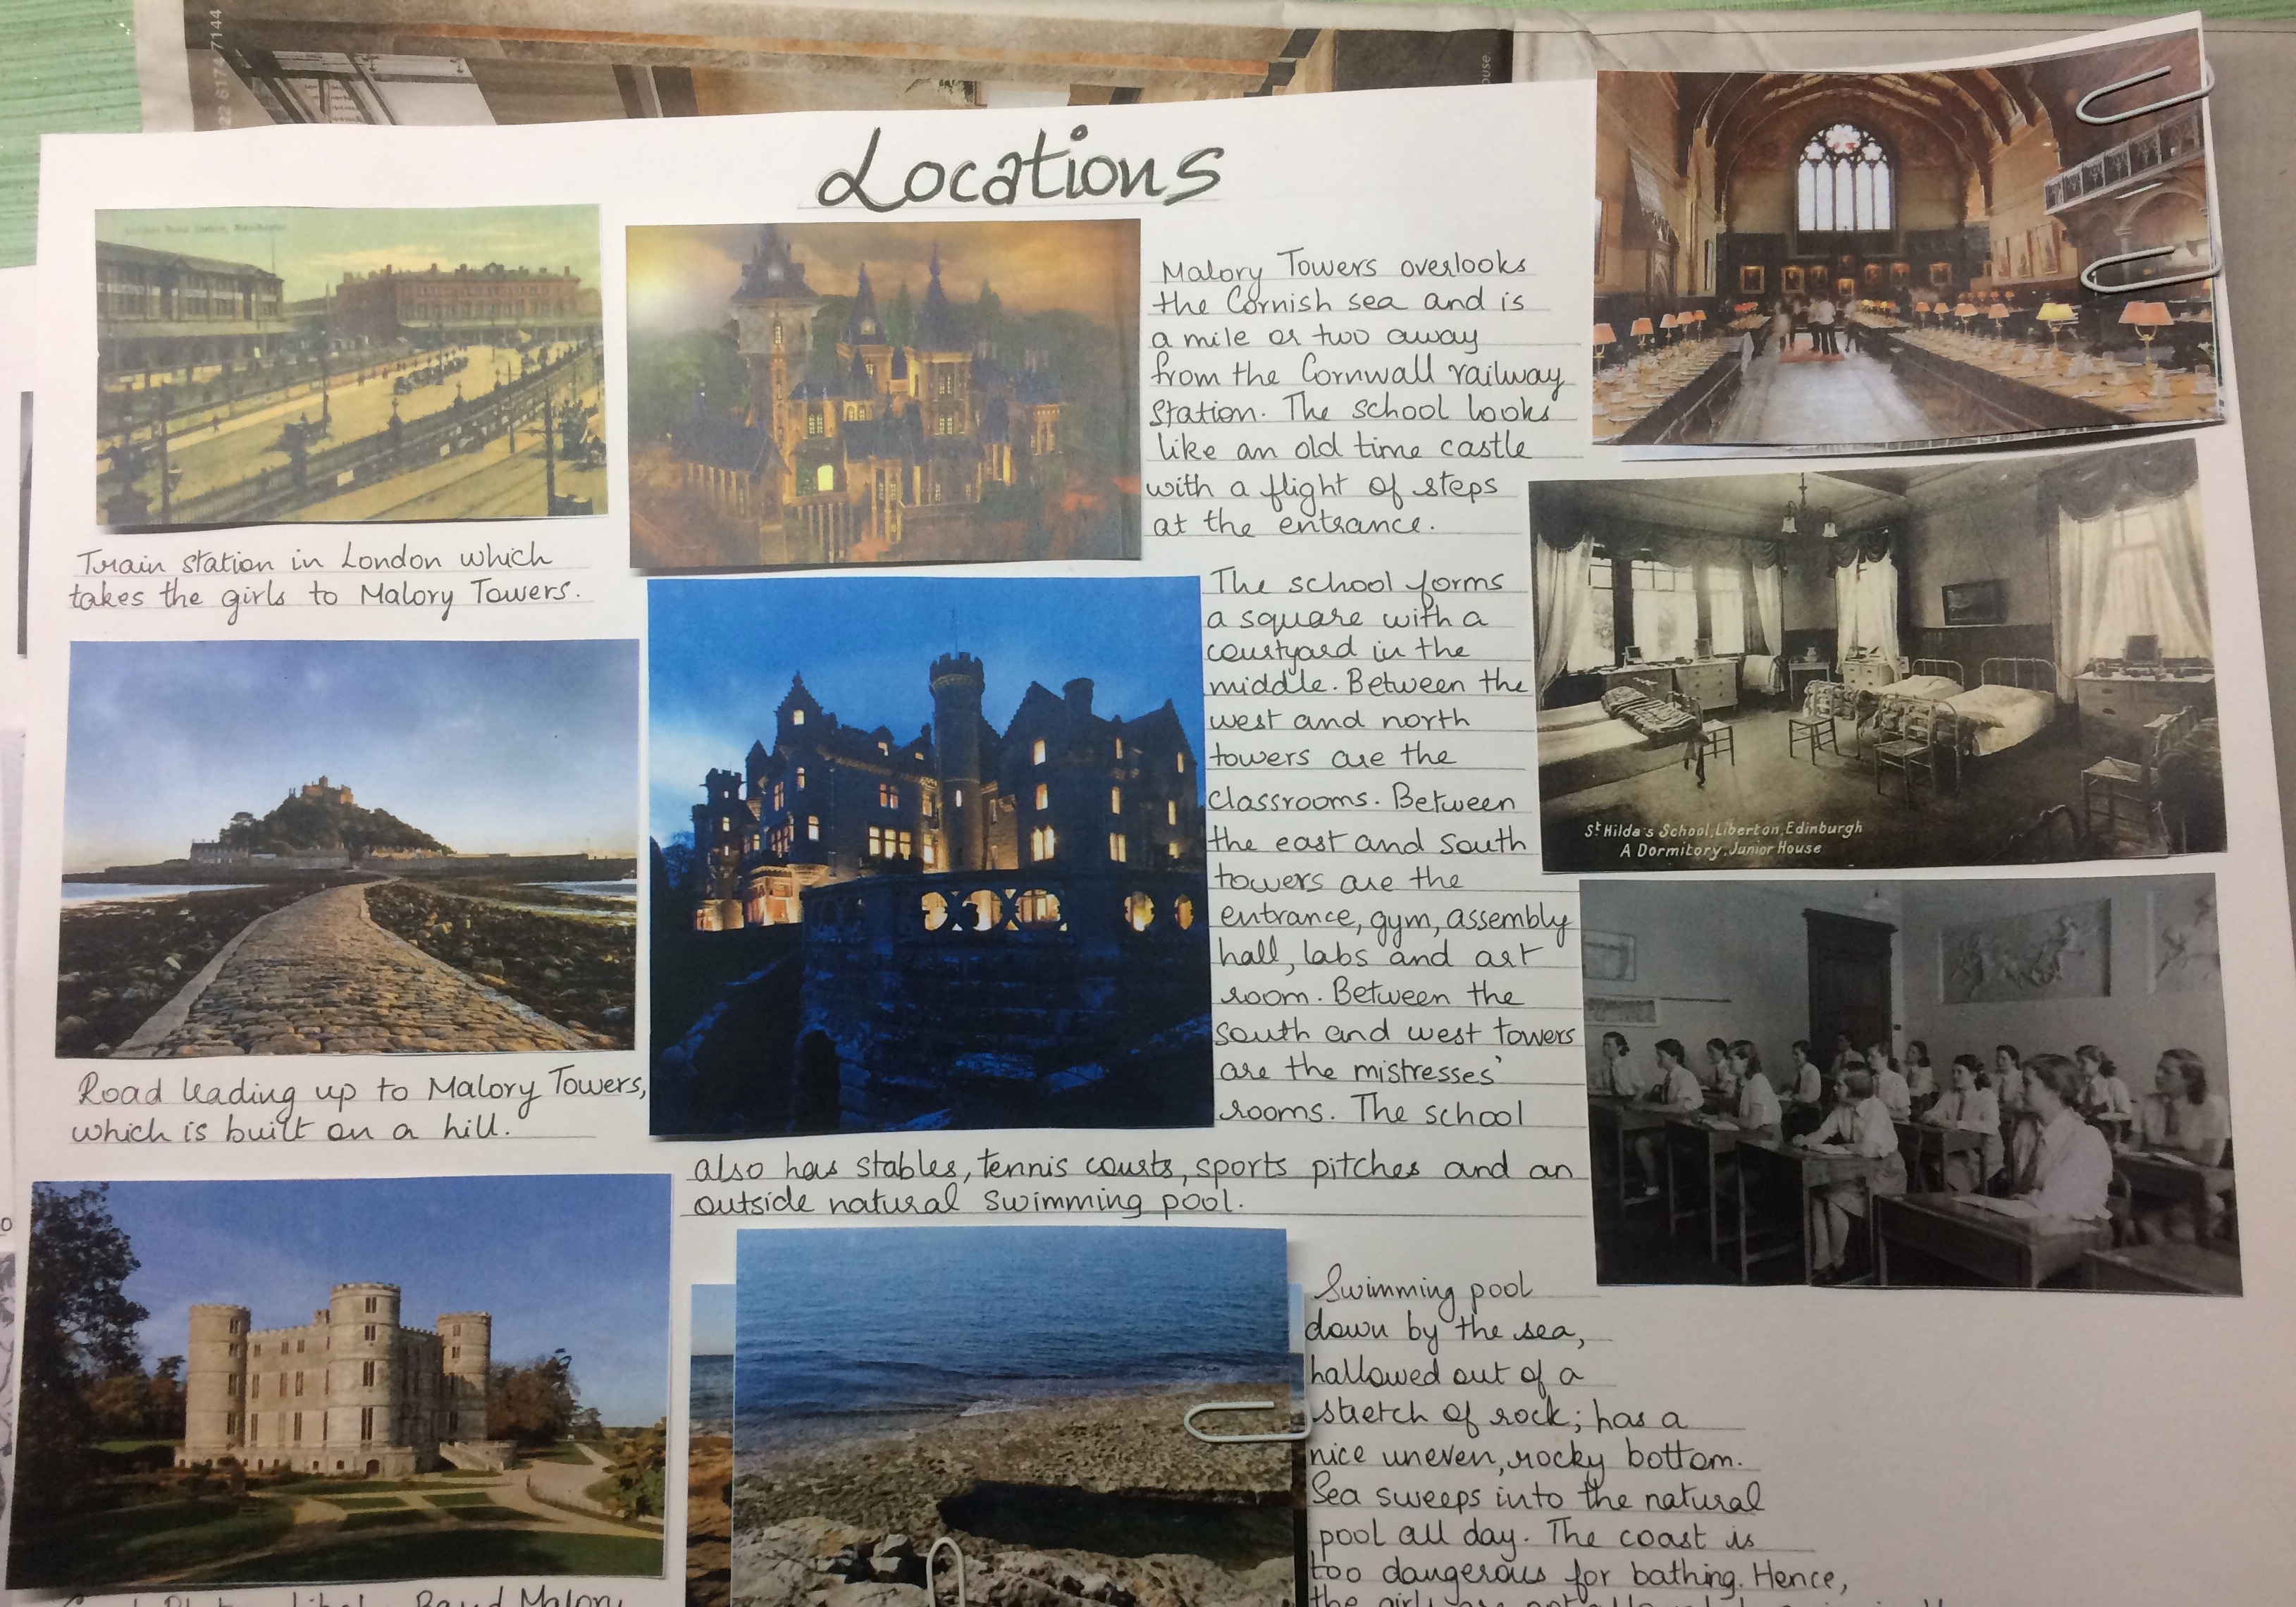 Locations
Train station in London which
takes the girls to Malory Towers.
Malory Towers overlooks
the Cornish sea and is
a mile or two away
from the Cornwall railway
station. The school looks
like an old time castle
with a flight of steps
at the entrance.
The school forms
a square with a
courtyard in the
middle. Between the
west and north
towers are the
classrooms. Between
the east and south
towers are the
entrance, gym, assembly
hall, labs and art
room. Between the
south and west towers
are the mistresses'
rooms. The school
also has stables, tennis courts, sports pitches and an
outside natural swimming pool.
Road leading up to Malory Towers,
which is built on a hill.
St Hilda's School, Liberton, Edinburgh
A Dormitory, Junior House
Swimming pool
down by the sea,
hallowed out of a
stretch of rock; has a
nice uneven, rocky bottom.
Sea sweeps into the natural
pool all day. The coast is
too dangerous for bathing. Hence,
the girls are
Malory
7144